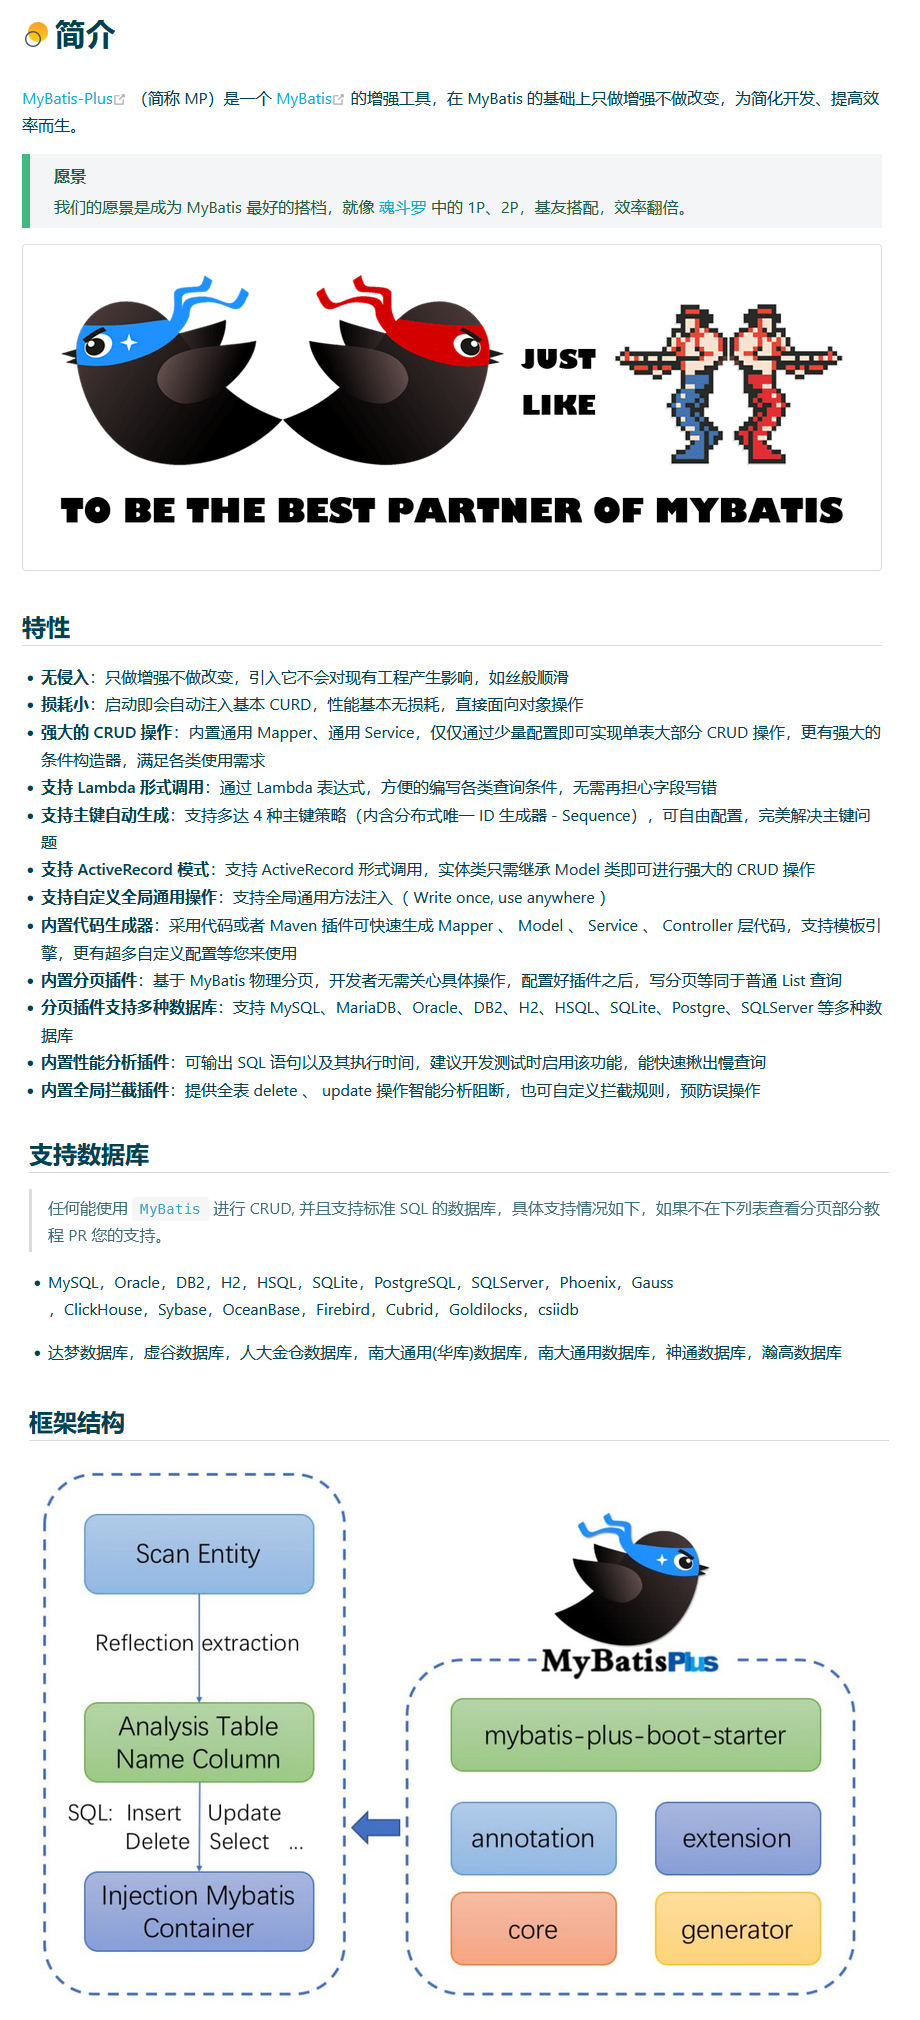 简介
MyBatis-Plus （简称 MP）是一个 MyBatis 的增强工具，在 MyBatis 的基础上只做增强不做改变，为简化开发、提高效
率而生。
愿景
我们的愿景是成为 MyBatis 最好的搭档，就像 魂斗罗 中的 1P、2P，基友搭配，效率翻倍。
JUST
LIKE
TO BE THE BEST PARTNER OF MYBATIS
特性
• 无侵入：只做增强不做改变，引入它不会对现有工程产生影响，如丝般顺滑
• 损耗小：启动即会自动注入基本 CURD，性能基本无损耗，直接面向对象操作
• 强大的 CRUD 操作：内置通用 Mapper、通用 Service，仅仅通过少量配置即可实现单表大部分 CRUD 操作，更有强大的
条件构造器，满足各类使用需求
• 支持 Lambda 形式调用：通过 Lambda 表达式，方便的编写各类查询条件，无需再担心字段写错
• 支持主键自动生成：支持多达 4 种主键策略（内含分布式唯一 ID 生成器 - Sequence），可自由配置，完美解决主键问
题
• 支持 ActiveRecord 模式：支持 ActiveRecord 形式调用，实体类只需继承 Model 类即可进行强大的 CRUD 操作
• 支持自定义全局通用操作：支持全局通用方法注入（ Write once, use anywhere ）
• 内置代码生成器：采用代码或者 Maven 插件可快速生成 Mapper 、 Model 、 Service 、 Controller 层代码，支持模板引
擎，更有超多自定义配置等您来使用
• 内置分页插件：基于 MyBatis 物理分页，开发者无需关心具体操作，配置好插件之后，写分页等同于普通 List 查询
• 分页插件支持多种数据库：支持 MySQL、MariaDB、Oracle、DB2、H2、HSQL、SQLite、Postgre、SQLServer 等多种数
据库
• 内置性能分析插件：可输出 SQL 语句以及其执行时间，建议开发测试时启用该功能，能快速揪出慢查询
• 内置全局拦截插件：提供全表 delete 、 update 操作智能分析阻断，也可自定义拦截规则，预防误操作
支持数据库
任何能使用 MyBatis 进行 CRUD, 并且支持标准 SQL 的数据库，具体支持情况如下，如果不在下列表查看分页部分教
程 PR 您的支持。
• MySQL，Oracle，DB2，H2，HSQL，SQLite，PostgreSQL，SQLServer，Phoenix，Gauss
，ClickHouse，Sybase，OceanBase，Firebird，Cubrid，Goldilocks，csiidb
• 达梦数据库，虚谷数据库，人大金仓数据库，南大通用(华库)数据库，南大通用数据库，神通数据库，瀚高数据库
框架结构
Scan Entity
Reflection extraction
Analysis Table
Name Column
SQL: Insert Update
Delete Select ...
Injection Mybatis
Container
MyBatisPlus
mybatis-plus-boot-starter
annotation
extension
core
generator